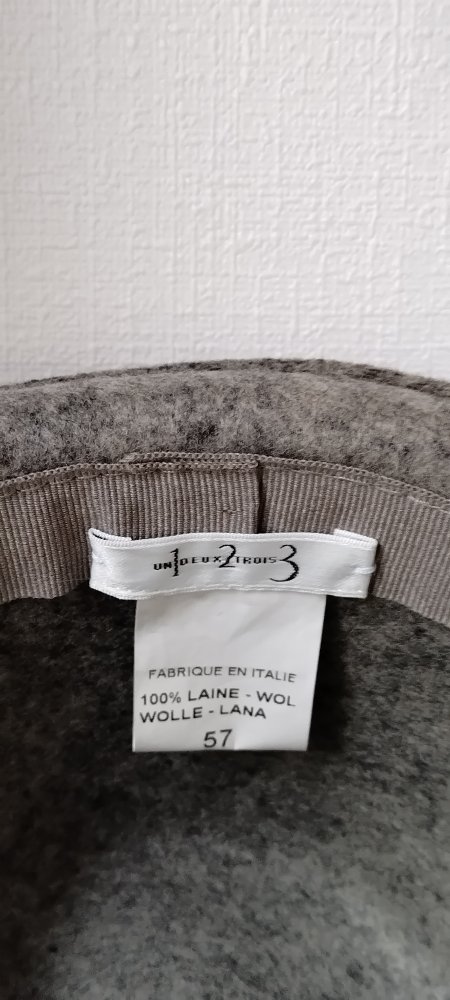 UN1DEUX2TROIS3
FABRIQUE EN ITALIE
100% LAINE - WOL
WOLLE - LANA
57